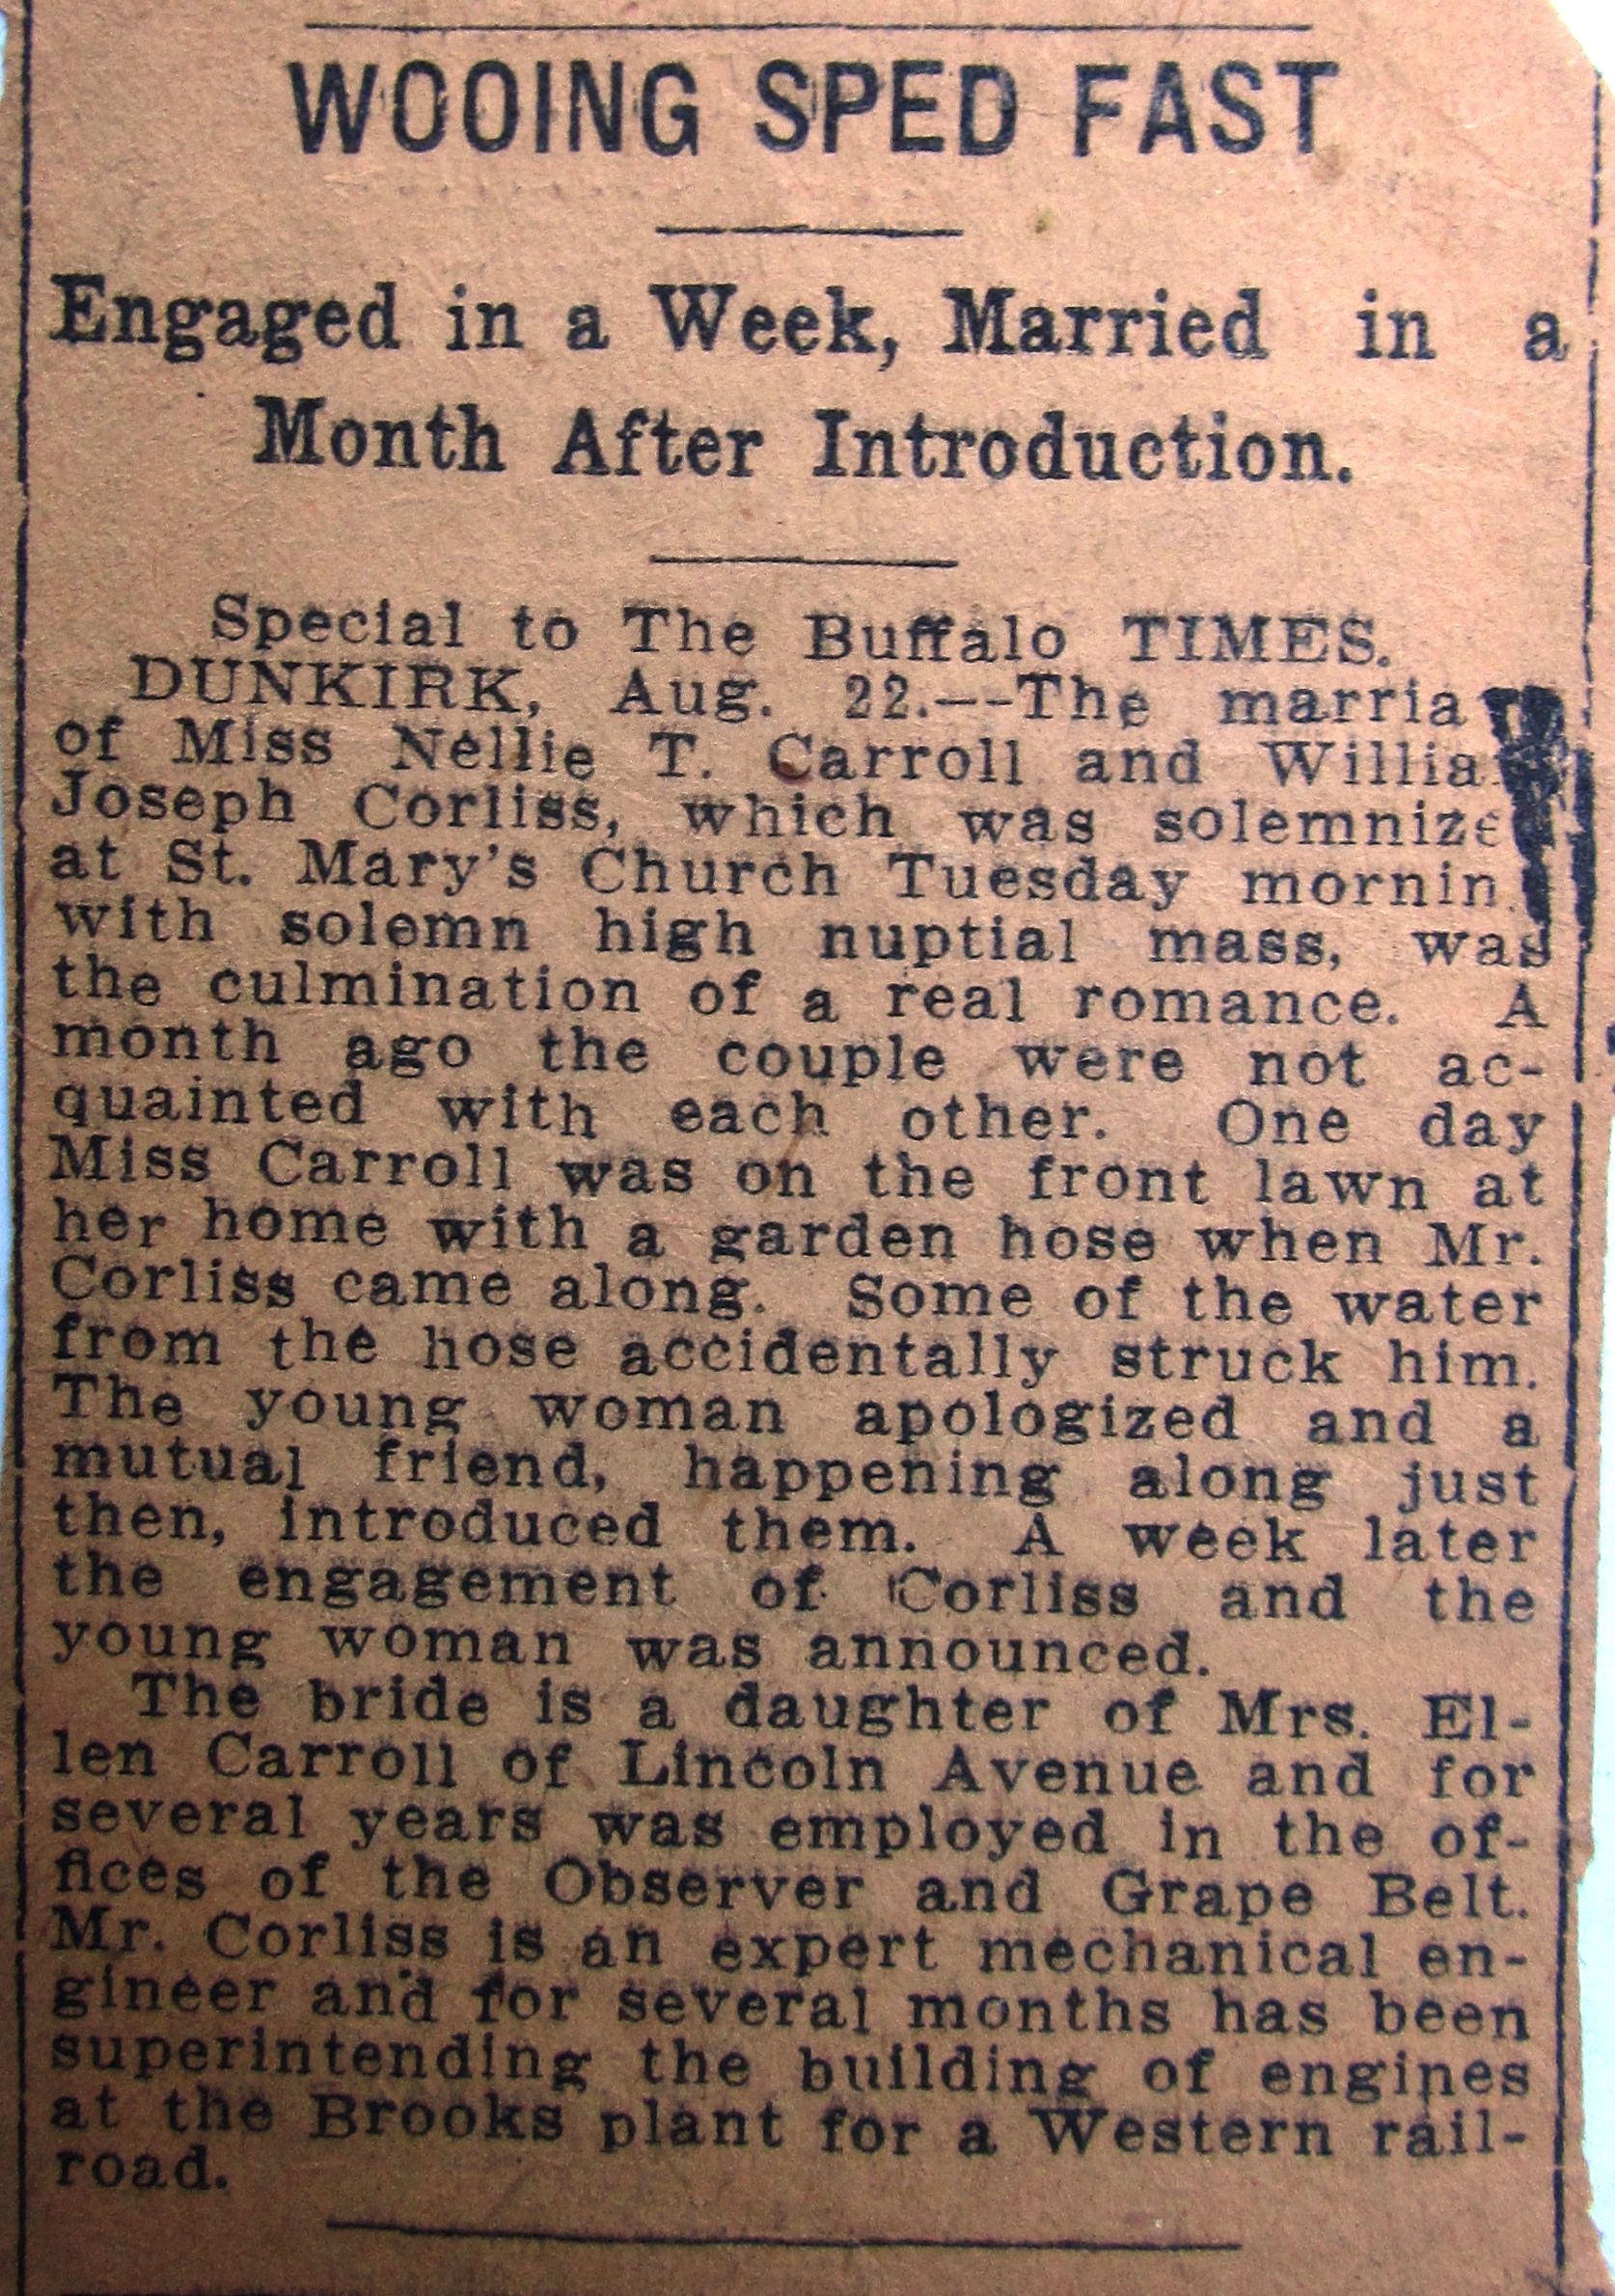 WOOING SPED FAST
Engaged in a Week, Married in a
Month After Introduction.
Special to The Buffalo TIMES.
DUNKIRK, Aug. 22.--The marria
of Miss Nellie T. Carroll and Willia
Joseph Corliss, which was solemnize
at St. Mary's Church Tuesday mornin
with solemn high nuptial mass, was
the culmination of a real romance. A
month ago the couple were not ac-
quainted with each other. One day
Miss Carroll was on the front lawn at
her home with a garden hose when Mr.
Corliss came along. Some of the water
from the hose accidentally struck him.
The young woman apologized and a
mutual friend, happening along just
then, introduced them. A week later
the engagement of Corliss and the
young woman was announced.
The bride is a daughter of Mrs. El-
len Carroll of Lincoln Avenue and for
several years was employed in the of-
fices of the Observer and Grape Belt.
Mr. Corliss is an expert mechanical en-
gineer and for several months has been
superintending the building of engines
at the Brooks plant for a Western rail-
road.